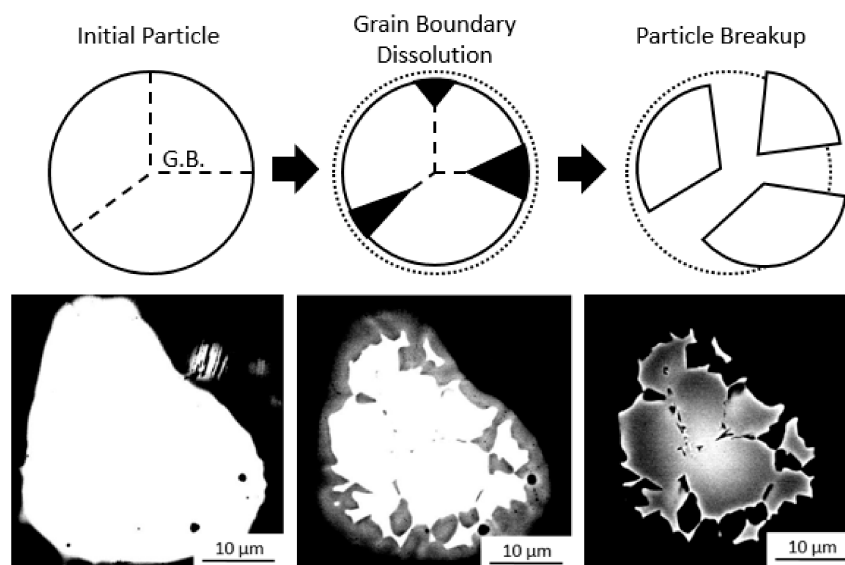 Initial Particle
Grain Boundary
Dissolution
Particle Breakup
G.B.
10 µm
10 µm
10 µm